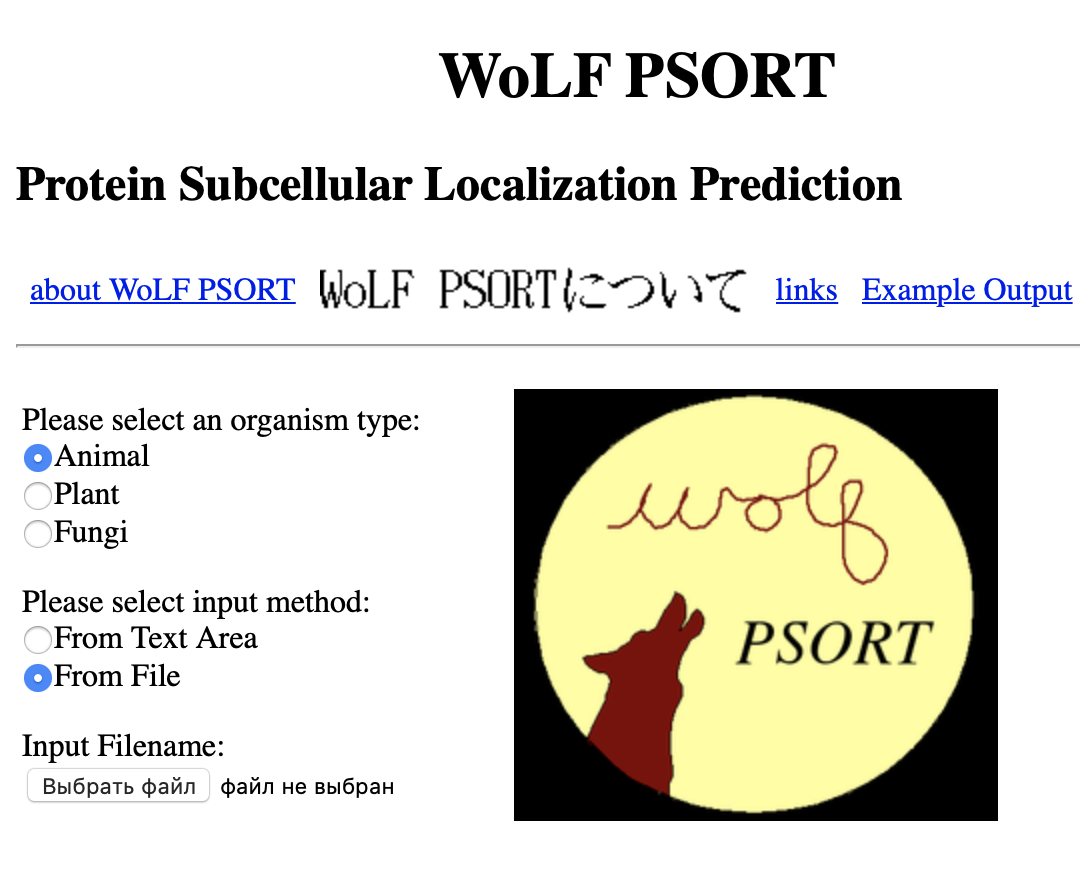 WoLF PSORT
Protein Subcellular Localization Prediction
about WoLF PSORT WoLF PSORTについて links Example Output
Please select an organism type:
Animal
Plant
Fungi
Please select input method:
From Text Area
From File
Input Filename:
Выбрать файл файл не выбран
wolf
PSORT